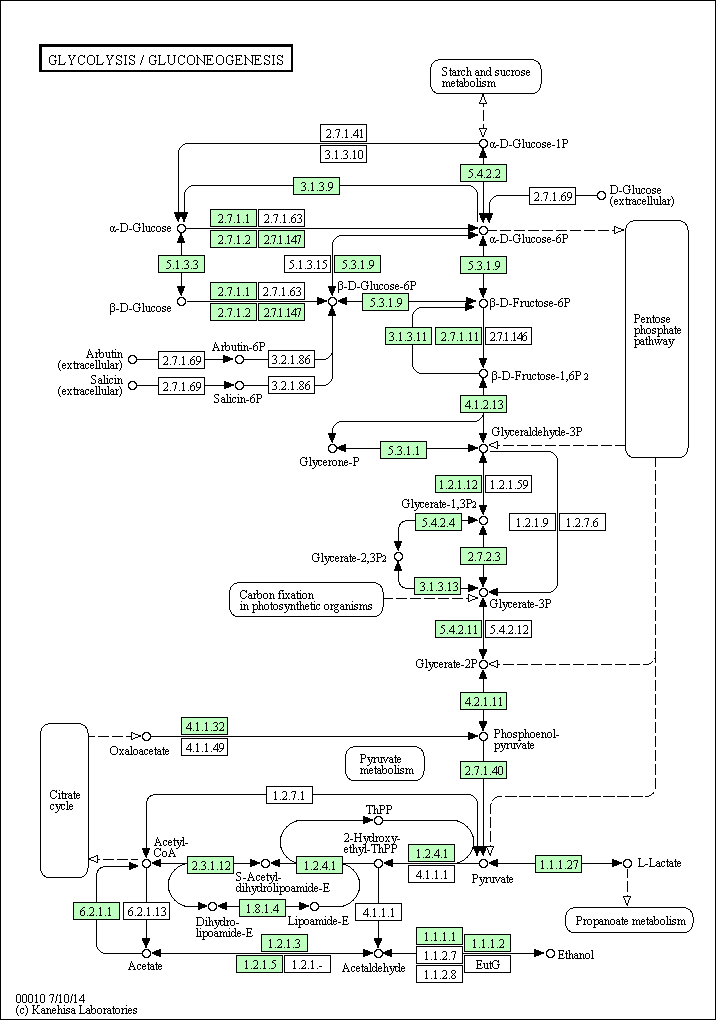 GLYCOLYSIS / GLUCONEOGENESIS
Starch and sucrose
metabolism
2.7.1.41
3.1.3.10
α-D-Glucose-1P
5.4.2.2
3.1.3.9
2.7.1.69
D-Glucose
(extracellular)
α-D-Glucose
2.7.1.1
2.7.1.63
2.7.1.2
2.7.1.147
α-D-Glucose-6P
5.1.3.3
5.1.3.15
5.3.1.9
5.3.1.9
β-D-Glucose-6P
β-D-Glucose
2.7.1.1
2.7.1.63
2.7.1.2
2.7.1.147
5.3.1.9
β-D-Fructose-6P
Pentose
phosphate
pathway
3.1.3.11
2.7.1.11
2.7.1.146
Arbutin
(extracellular)
2.7.1.69
Arbutin-6P
3.2.1.86
Salicin
(extracellular)
2.7.1.69
Salicin-6P
3.2.1.86
β-D-Fructose-1,6P2
4.1.2.13
Glyceraldehyde-3P
Glycerone-P
5.3.1.1
1.2.1.12
1.2.1.59
Glycerate-1,3P2
5.4.2.4
1.2.1.9
1.2.7.6
Glycerate-2,3P2
2.7.2.3
3.1.3.13
Carbon fixation
in photosynthetic organisms
Glycerate-3P
5.4.2.11
5.4.2.12
Glycerate-2P
4.2.1.11
Oxaloacetate
4.1.1.32
4.1.1.49
Phosphoenol-
pyruvate
Pyruvate
metabolism
2.7.1.40
Citrate
cycle
1.2.7.1
ThPP
Acetyl-
CoA
2.3.1.12
S-Acetyl-
dihydrolipoamide-E
1.2.4.1
2-Hydroxy-
ethyl-ThPP
1.2.4.1
4.1.1.1
Pyruvate
1.1.1.27
L-Lactate
6.2.1.1
6.2.1.13
Dihydro-
lipoamide-E
1.8.1.4
Lipoamide-E
4.1.1.1
Propanoate metabolism
Acetate
1.2.1.3
1.2.1.5
1.2.1.-
Acetaldehyde
1.1.1.1
1.1.1.2
1.1.2.7
EutG
1.1.2.8
Ethanol
00010 7/10/14
(c) Kanehisa Laboratories